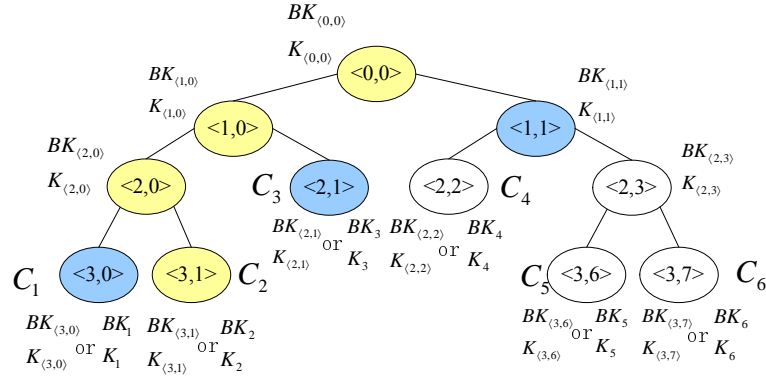 BK⟨0,0⟩
K⟨0,0⟩
<0,0>
BK⟨1,0⟩
K⟨1,0⟩
<1,0>
BK⟨1,1⟩
K⟨1,1⟩
<1,1>
BK⟨2,0⟩
K⟨2,0⟩
<2,0>
C3
<2,1>
<2,2>
C4
<2,3>
BK⟨2,3⟩
K⟨2,3⟩
BK⟨2,1⟩ or BK3
K⟨2,1⟩ K3
BK⟨2,2⟩ or BK4
K⟨2,2⟩ K4
C1
<3,0>
<3,1>
C2
C5
<3,6>
<3,7>
C6
BK⟨3,0⟩ or BK1
K⟨3,0⟩ K1
BK⟨3,1⟩ or BK2
K⟨3,1⟩ K2
BK⟨3,6⟩ or BK5
K⟨3,6⟩ K5
BK⟨3,7⟩ or BK6
K⟨3,7⟩ K6